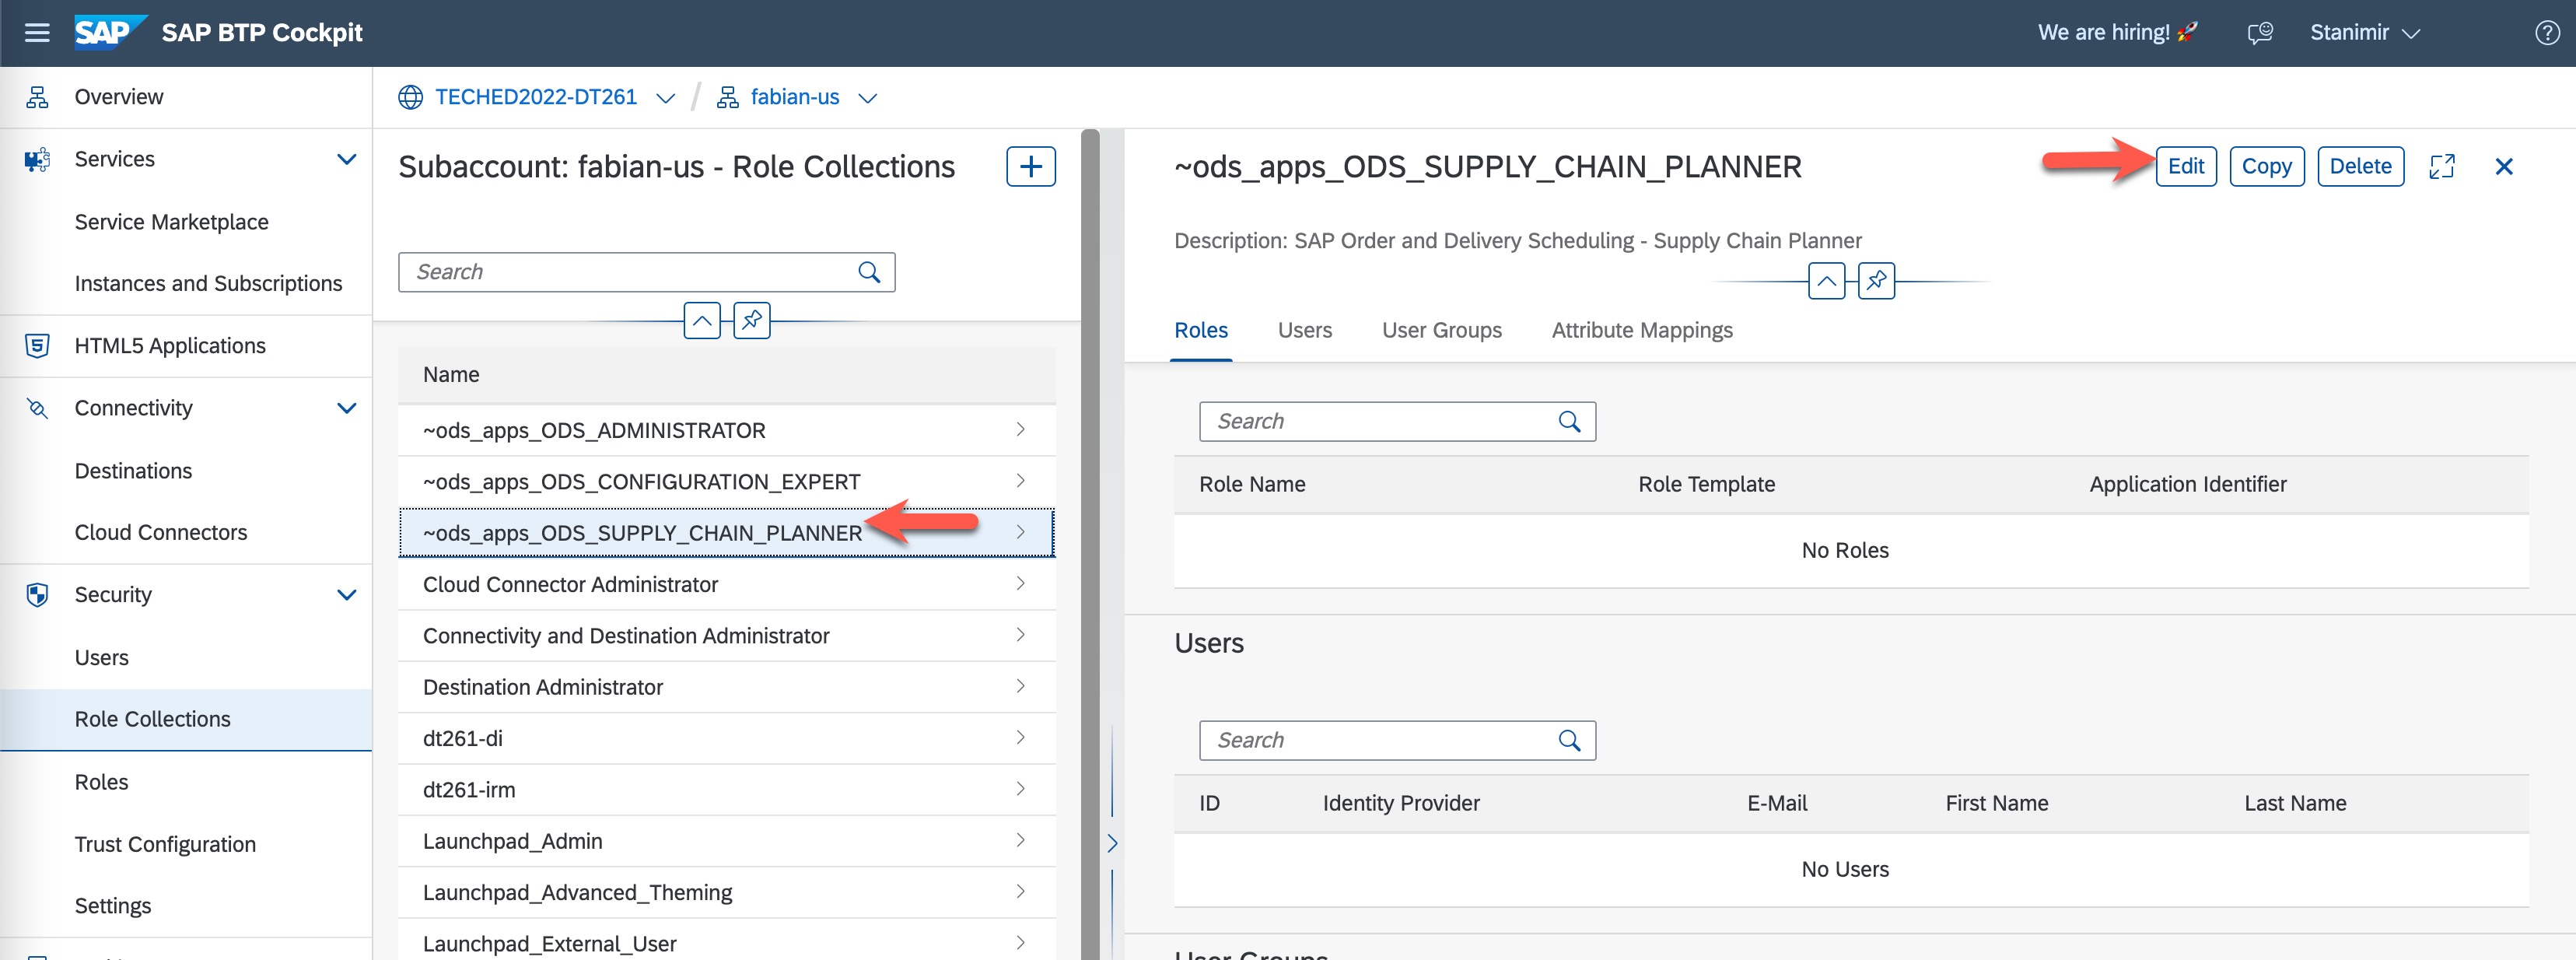 SAP SAP BTP Cockpit
We are hiring! 🚀
Stanimir
Overview
Services
Service Marketplace
Instances and Subscriptions
HTML5 Applications
Connectivity
Destinations
Cloud Connectors
Security
Users
Role Collections
Roles
Trust Configuration
Settings
TECHED2022-DT261 / fabian-us
Subaccount: fabian-us - Role Collections
Search
Name
~ods_apps_ODS_ADMINISTRATOR
~ods_apps_ODS_CONFIGURATION_EXPERT
~ods_apps_ODS_SUPPLY_CHAIN_PLANNER
Cloud Connector Administrator
Connectivity and Destination Administrator
Destination Administrator
dt261-di
dt261-irm
Launchpad_Admin
Launchpad_Advanced_Theming
Launchpad_External_User
~ods_apps_ODS_SUPPLY_CHAIN_PLANNER
Edit Copy Delete
Description: SAP Order and Delivery Scheduling - Supply Chain Planner
Roles Users User Groups Attribute Mappings
Search
Role Name Role Template Application Identifier
No Roles
Users
Search
ID Identity Provider E-Mail First Name Last Name
No Users
User Groups